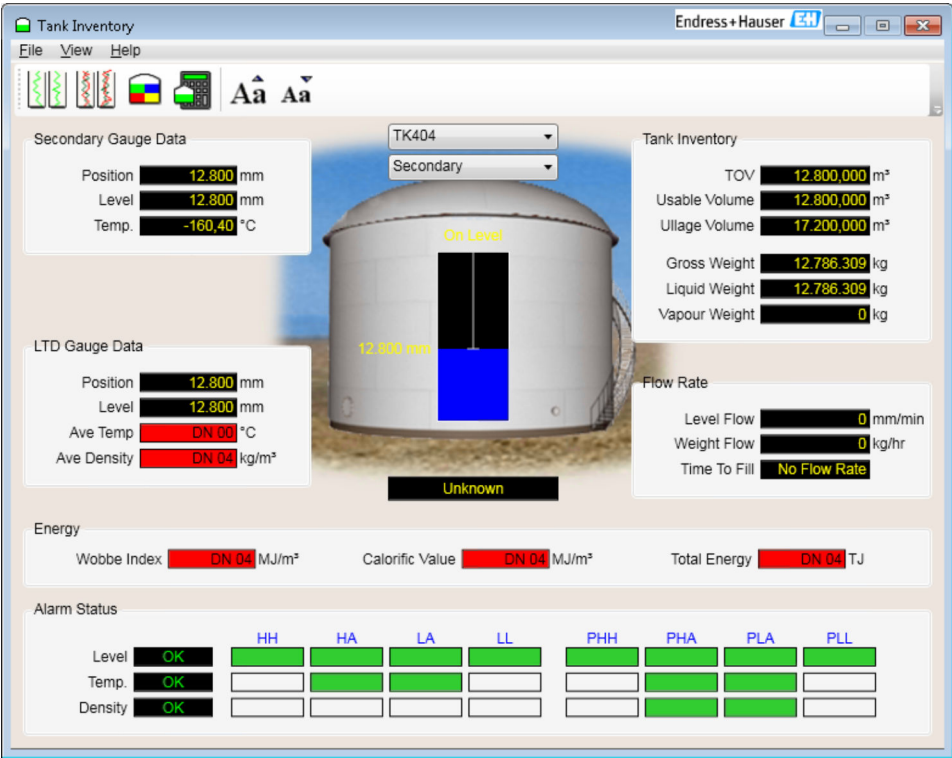 Tank Inventory
Endress+Hauser EH
File View Help
Aa Aa
Secondary Gauge Data
Position 12.800 mm
Level 12.800 mm
Temp. -160,40 °C
TK404
Secondary
Tank Inventory
TOV 12.800,000 m³
Usable Volume 12.800,000 m³
Ullage Volume 17.200,000 m³
Gross Weight 12.786.309 kg
Liquid Weight 12.786.309 kg
Vapour Weight 0 kg
On Level
12.800 mm
LTD Gauge Data
Position 12.800 mm
Level 12.800 mm
Ave Temp DN 00 °C
Ave Density DN 04 kg/m³
Unknown
Flow Rate
Level Flow 0 mm/min
Weight Flow 0 kg/hr
Time To Fill No Flow Rate
Energy
Wobbe Index DN 04 MJ/m³ Calorific Value DN 04 MJ/m³ Total Energy DN 04 TJ
Alarm Status
HH HA LA LL PHH PHA PLA PLL
Level OK
Temp. OK
Density OK